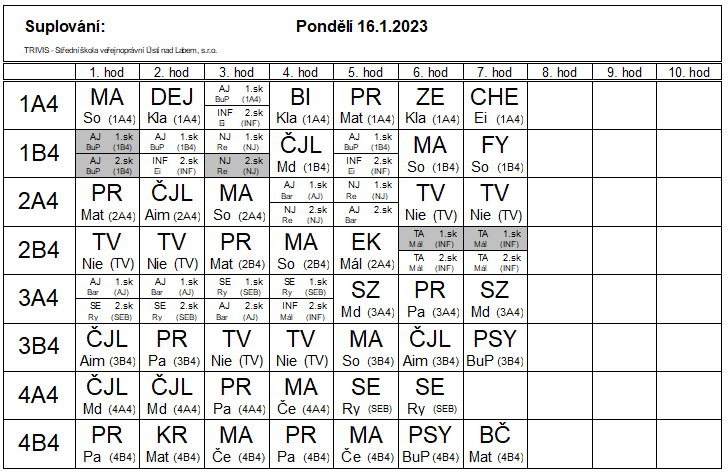 Suplování: Pondělí 16.1.2023
TRIVIS - Střední škola veřejnoprávní Ústí nad Labem, s.r.o.
1. hod 2. hod 3. hod 4. hod 5. hod 6. hod 7. hod 8. hod 9. hod 10. hod
1A4
MA DEJ AJ 1.sk BI PR ZE CHE
BuP (1A4)
INF 2.sk
So (1A4) Kla (1A4) Ei (INF) Kla (1A4) Mat (1A4) Kla (1A4) Ei (1A4)
1B4
AJ 1.sk AJ 1.sk NJ 1.sk ČJL AJ 1.sk MA FY
BuP (1B4) BuP (1B4) Re (NJ) BuP (1B4)
AJ 2.sk INF 2.sk NJ 2.sk INF 2.sk
BuP (1B4) Ei (INF) Re (NJ) Md (1B4) Ei (INF) So (1B4) So (1B4)
2A4
PR ČJL MA AJ 1.sk NJ 1.sk TV TV
Bar (AJ) Re (NJ)
NJ 2.sk AJ 2.sk
Mat (2A4) Aim (2A4) So (2A4) Re (NJ) Bar Nie (TV) Nie (TV)
2B4
TV TV PR MA EK TA 1.sk TA 1.sk
Mál (INF) Mál (INF)
TA 2.sk TA 2.sk
Nie (TV) Nie (TV) Mat (2B4) So (2B4) Mál (2A4) Mál (INF) Mál (INF)
3A4
AJ 1.sk AJ 1.sk SE 1.sk SE 1.sk SZ PR SZ
Bar (AJ) Bar (AJ) Ry (SEB) Ry (SEB)
SE 2.sk SE 2.sk AJ 2.sk INF 2.sk
Ry (SEB) Ry (SEB) Bar (AJ) Mál (INF) Md (3A4) Pa (3A4) Md (3A4)
3B4
ČJL PR TV TV MA ČJL PSY
Aim (3B4) Pa (3B4) Nie (TV) Nie (TV) So (3B4) Aim (3B4) BuP (3B4)
4A4
ČJL ČJL PR MA SE SE
Md (4A4) Md (4A4) Pa (4A4) Če (4A4) Ry (SEB) Ry (SEB)
4B4
PR KR MA PR MA PSY BČ
Pa (4B4) Mat (4B4) Če (4B4) Pa (4B4) Če (4B4) BuP (4B4) Mat (4B4)